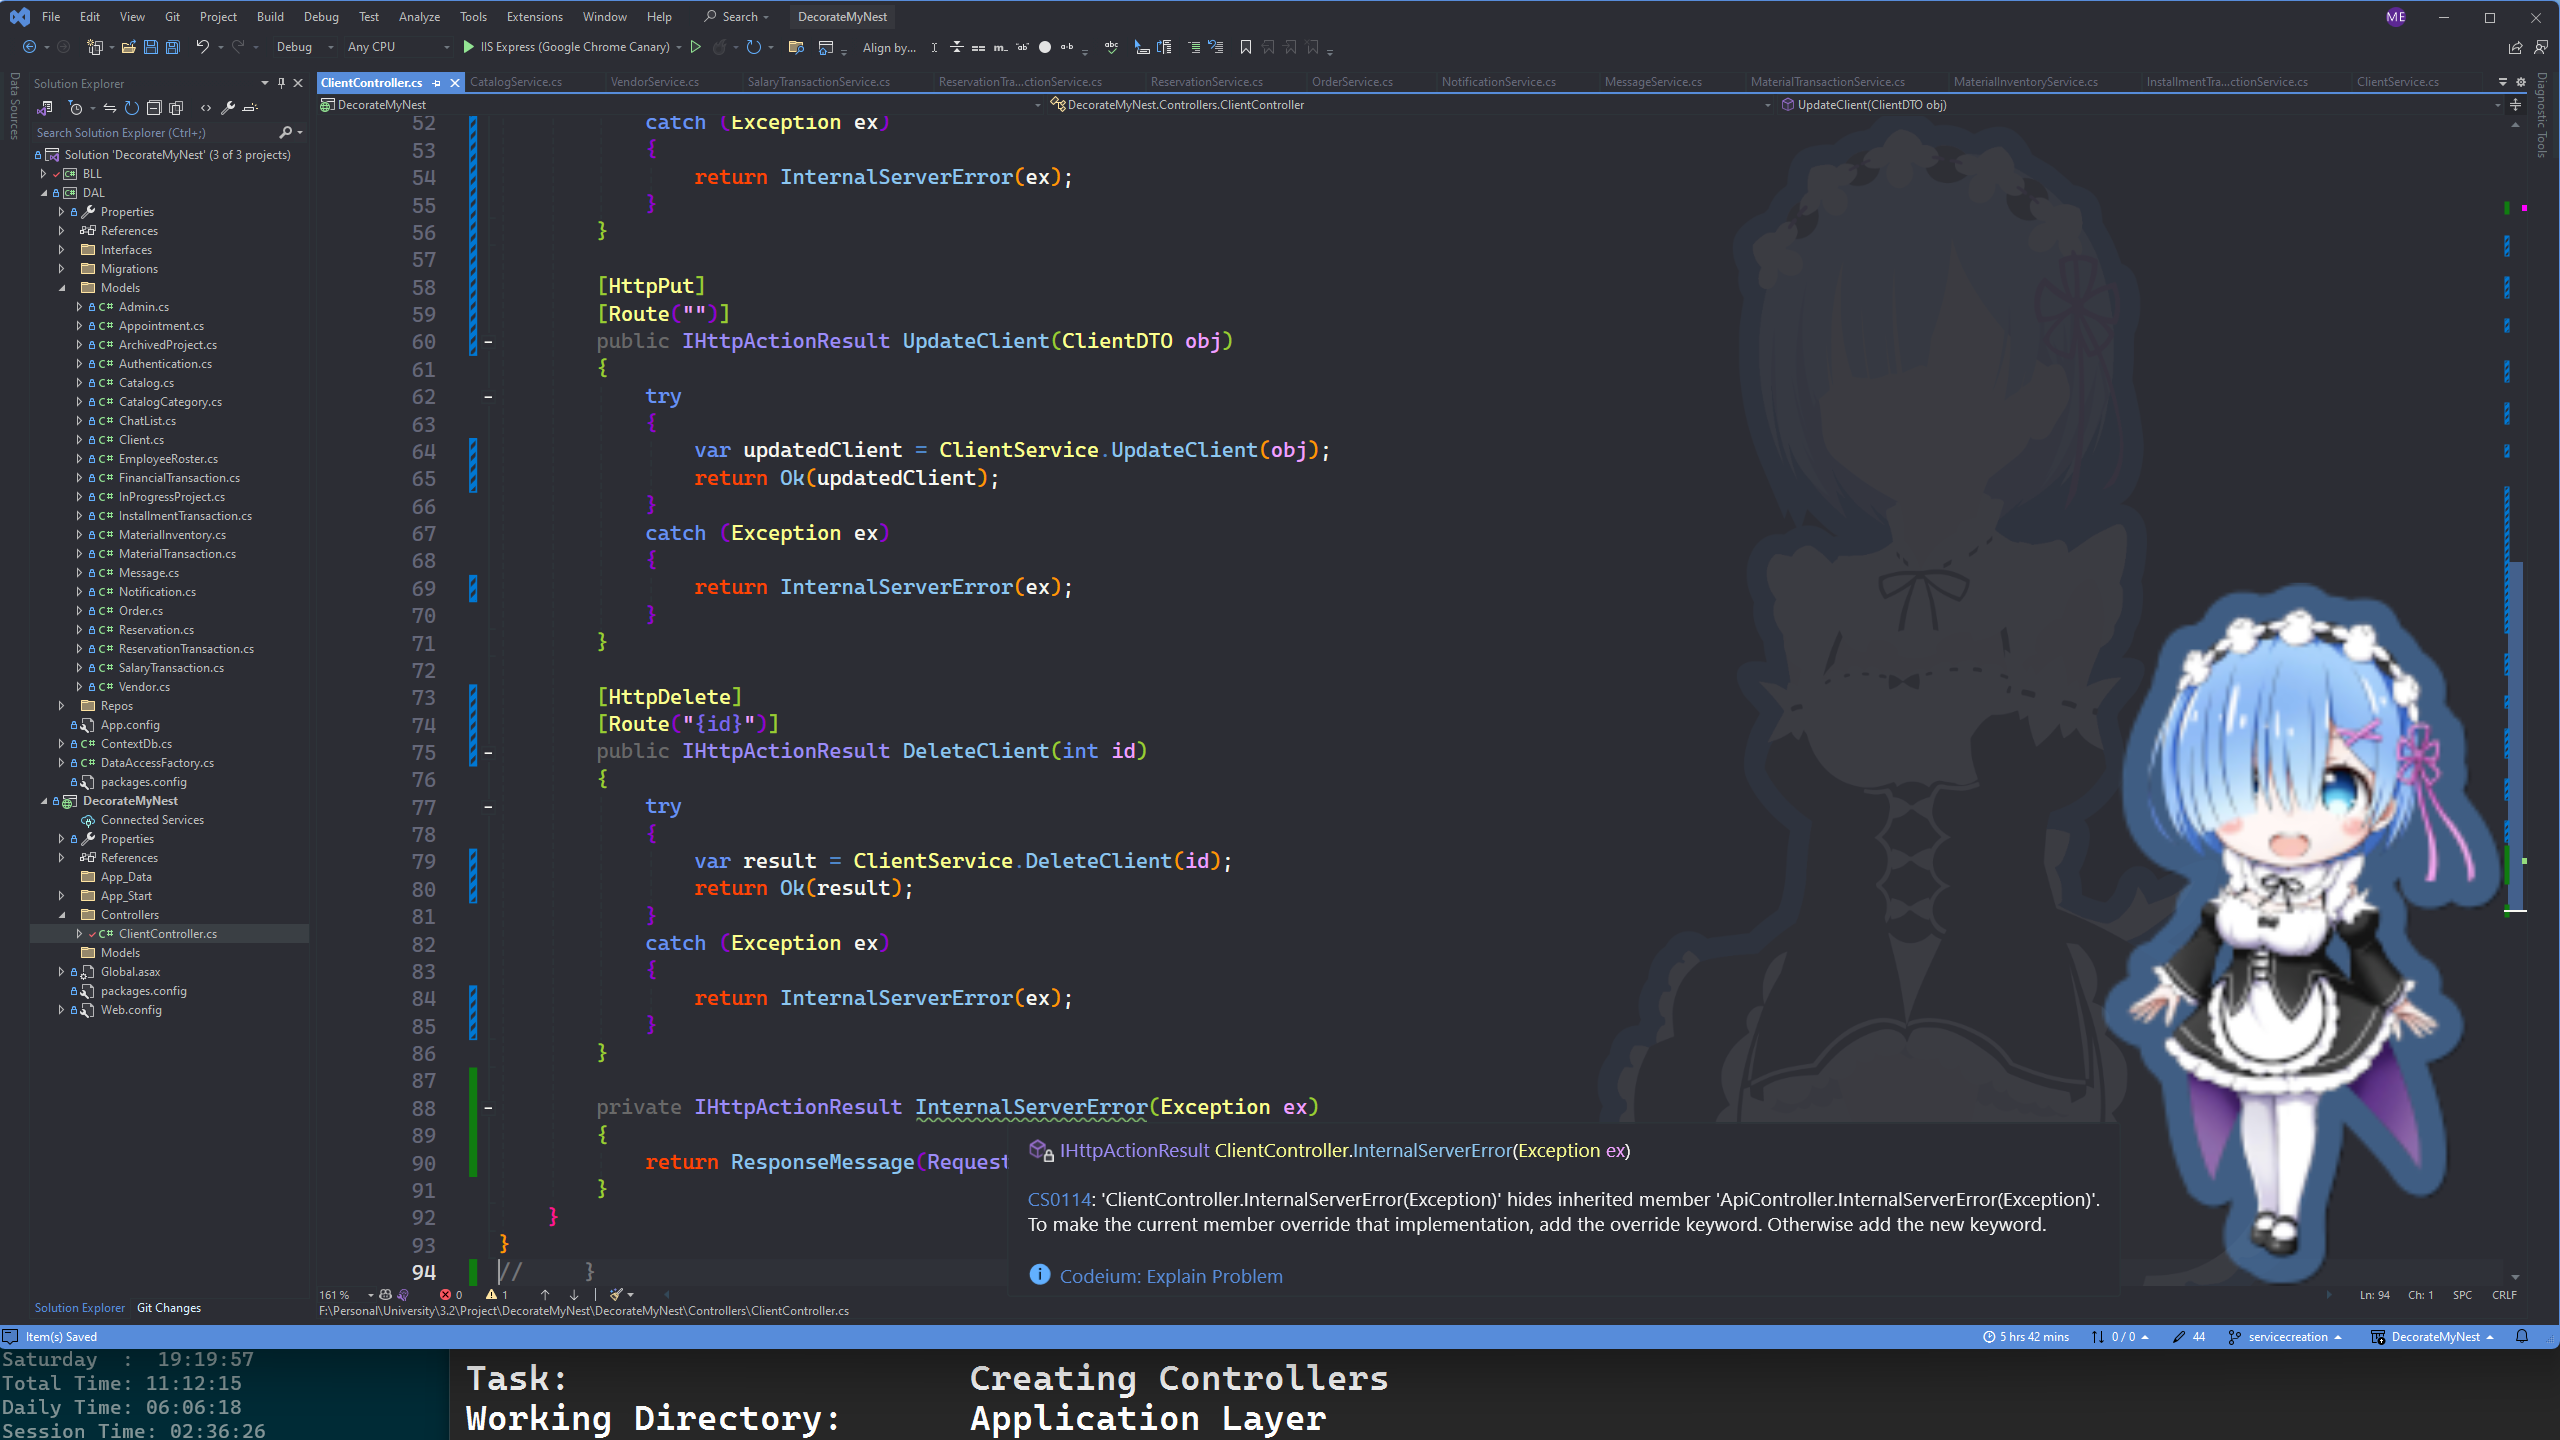 File Edit View Git Project Build Debug Test Analyze Tools Extensions Window Help Search DecorateMyNest ME
Debug Any CPU IIS Express (Google Chrome Canary) Align by...
Data Sources
Solution Explorer
Search Solution Explorer (Ctrl+;)
Solution 'DecorateMyNest' (3 of 3 projects)
BLL
DAL
Properties
References
Interfaces
Migrations
Models
C# Admin.cs
C# Appointment.cs
C# ArchivedProject.cs
C# Authentication.cs
C# Catalog.cs
C# CatalogCategory.cs
C# ChatList.cs
C# Client.cs
C# EmployeeRoster.cs
C# FinancialTransaction.cs
C# InProgressProject.cs
C# InstallmentTransaction.cs
C# MaterialInventory.cs
C# MaterialTransaction.cs
C# Message.cs
C# Notification.cs
C# Order.cs
C# Reservation.cs
C# ReservationTransaction.cs
C# SalaryTransaction.cs
C# Vendor.cs
Repos
App.config
C# ContextDb.cs
C# DataAccessFactory.cs
packages.config
DecorateMyNest
Connected Services
Properties
References
App_Data
App_Start
Controllers
C# ClientController.cs
Models
Global.asax
packages.config
Web.config
Solution Explorer Git Changes
ClientController.cs CatalogService.cs VendorService.cs SalaryTransactionService.cs ReservationTra...ctionService.cs ReservationService.cs OrderService.cs NotificationService.cs MessageService.cs MaterialTransactionService.cs MaterialInventoryService.cs InstallmentTra...ctionService.cs ClientService.cs
DecorateMyNest DecorateMyNest.Controllers.ClientController UpdateClient(ClientDTO obj)
Diagnostic Tools
52 catch (Exception ex)
53 {
54 return InternalServerError(ex);
55 }
56 }
57
58 [HttpPut]
59 [Route("")]
60 public IHttpActionResult UpdateClient(ClientDTO obj)
61 {
62 try
63 {
64 var updatedClient = ClientService.UpdateClient(obj);
65 return Ok(updatedClient);
66 }
67 catch (Exception ex)
68 {
69 return InternalServerError(ex);
70 }
71 }
72
73 [HttpDelete]
74 [Route("{id}")]
75 public IHttpActionResult DeleteClient(int id)
76 {
77 try
78 {
79 var result = ClientService.DeleteClient(id);
80 return Ok(result);
81 }
82 catch (Exception ex)
83 {
84 return InternalServerError(ex);
85 }
86 }
87
88 private IHttpActionResult InternalServerError(Exception ex)
89 {
90 return ResponseMessage(Request
91 }
92 }
93 }
94 // }
IHttpActionResult ClientController.InternalServerError(Exception ex)
CS0114: 'ClientController.InternalServerError(Exception)' hides inherited member 'ApiController.InternalServerError(Exception)'.
To make the current member override that implementation, add the override keyword. Otherwise add the new keyword.
Codeium: Explain Problem
161 % 0 1 Ln: 94 Ch: 1 SPC CRLF
F:\Personal\University\3.2\Project\DecorateMyNest\DecorateMyNest\Controllers\ClientController.cs
Item(s) Saved 5 hrs 42 mins 0 / 0 44 servicecreation DecorateMyNest
Saturday : 19:19:57
Total Time: 11:12:15
Daily Time: 06:06:18
Session Time: 02:36:26
Task: Creating Controllers
Working Directory: Application Layer